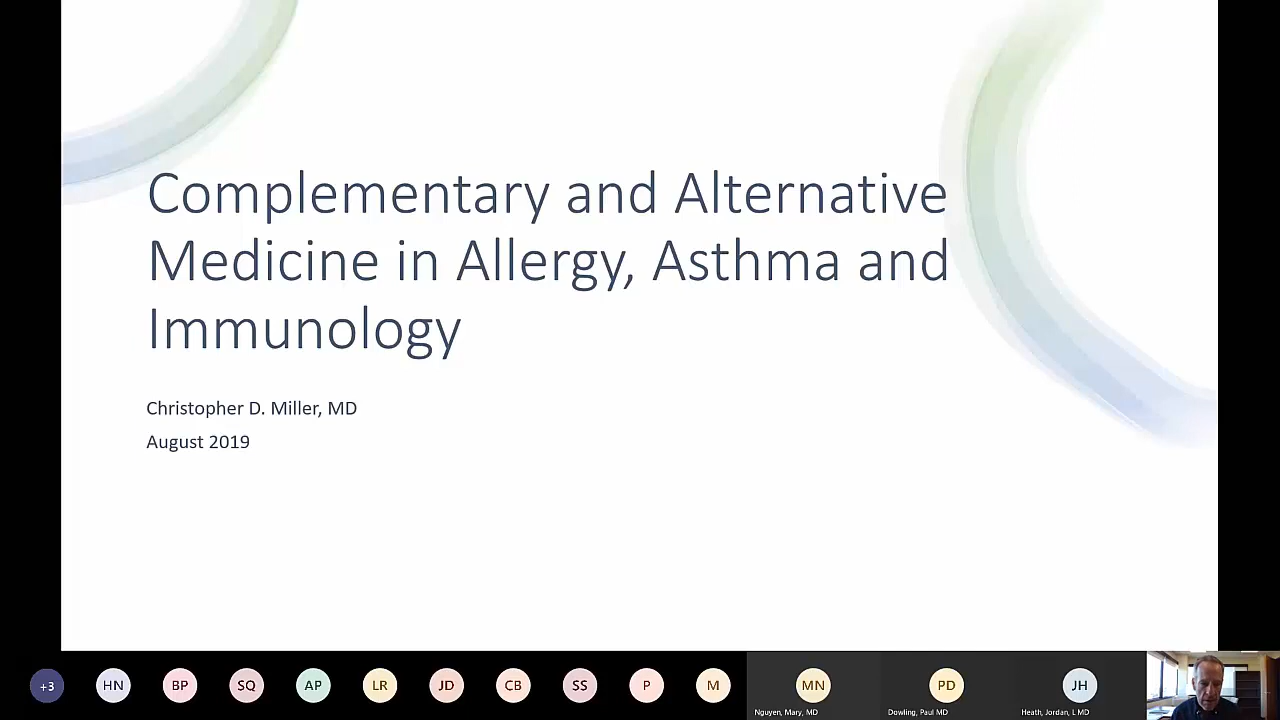 Complementary and Alternative
Medicine in Allergy, Asthma and
Immunology
Christopher D. Miller, MD
August 2019
+3
HN
BP
SQ
AP
LR
JD
CB
SS
P
M
MN
PD
JH
Nguyen, Mary, MD
Dowling, Paul MD
Heath, Jordan, L MD